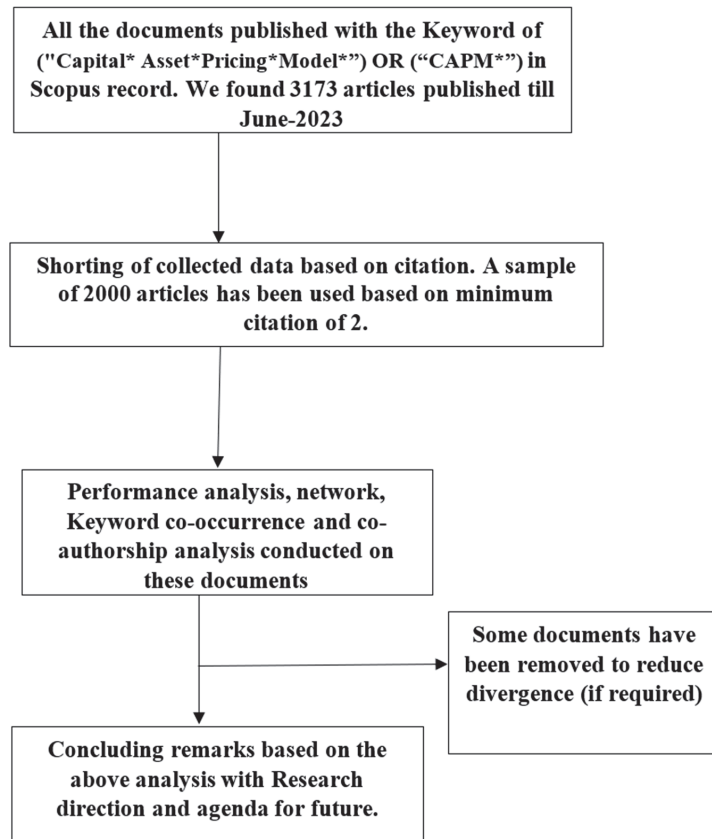 All the documents published with the Keyword of
("Capital* Asset*Pricing*Model*”) OR (“CAPM*”) in
Scopus record. We found 3173 articles published till
June-2023
Shorting of collected data based on citation. A sample
of 2000 articles has been used based on minimum
citation of 2.
Performance analysis, network,
Keyword co-occurrence and co-
authorship analysis conducted on
these documents
Some documents have
been removed to reduce
divergence (if required)
Concluding remarks based on the
above analysis with Research
direction and agenda for future.